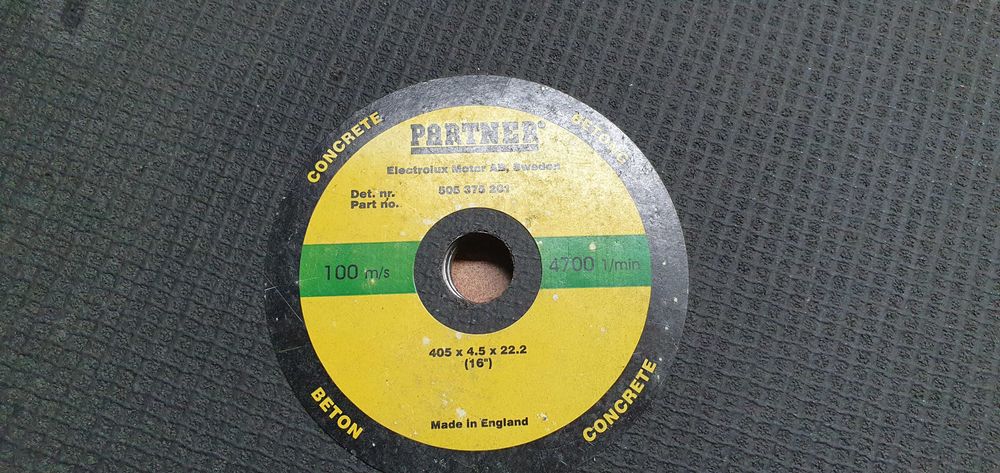 CONCRETE
PARTNER®
Electrolux Motor AB, Sweden
Det. nr. 505 375 201
Part no.
100 m/s
4700 1/min
405 x 4.5 x 22.2
(16")
Made in England
BETON
CONCRETE